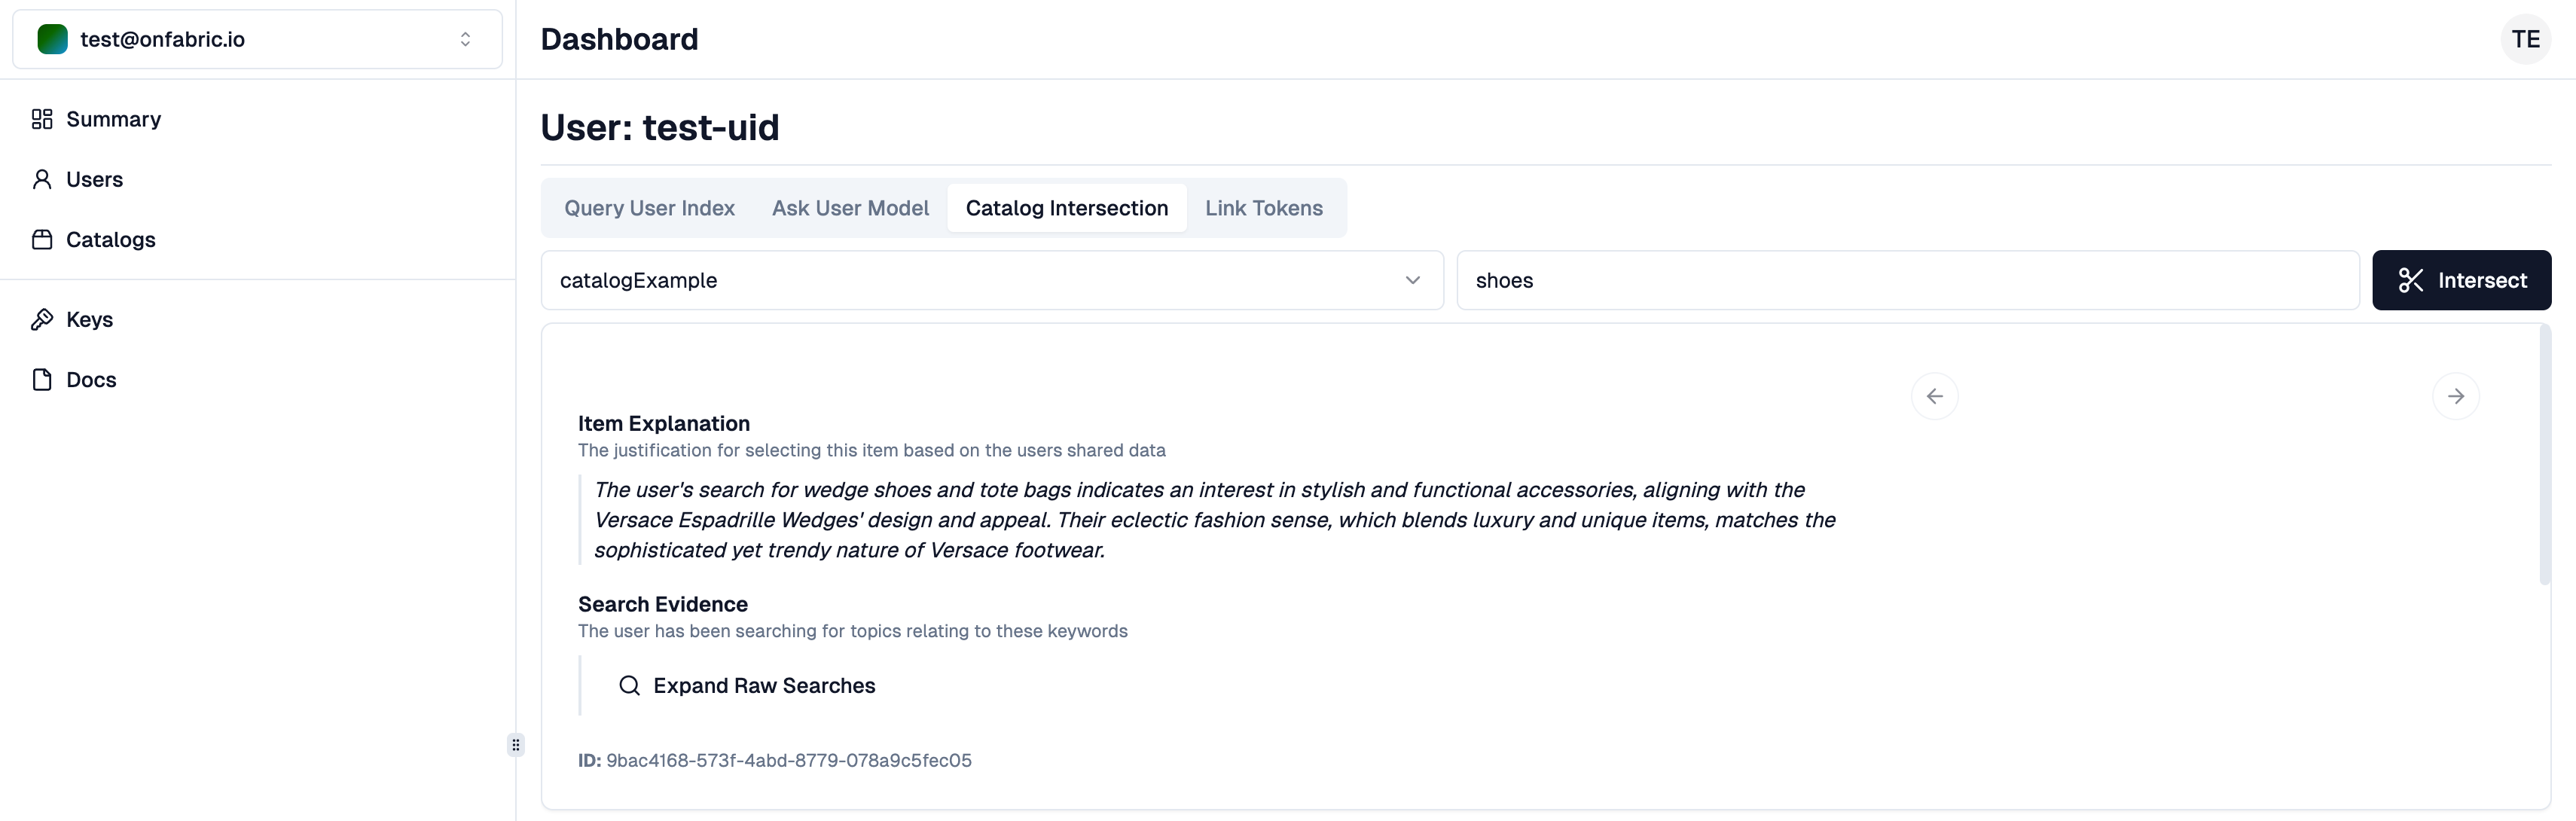 test@onfabric.io
Dashboard
TE
Summary
Users
Catalogs
Keys
Docs
User: test-uid
Query User Index
Ask User Model
Catalog Intersection
Link Tokens
catalogExample
shoes
Intersect
Item Explanation
The justification for selecting this item based on the users shared data
The user's search for wedge shoes and tote bags indicates an interest in stylish and functional accessories, aligning with the
Versace Espadrille Wedges' design and appeal. Their eclectic fashion sense, which blends luxury and unique items, matches the
sophisticated yet trendy nature of Versace footwear.
Search Evidence
The user has been searching for topics relating to these keywords
Expand Raw Searches
ID: 9bac4168-573f-4abd-8779-078a9c5fec05